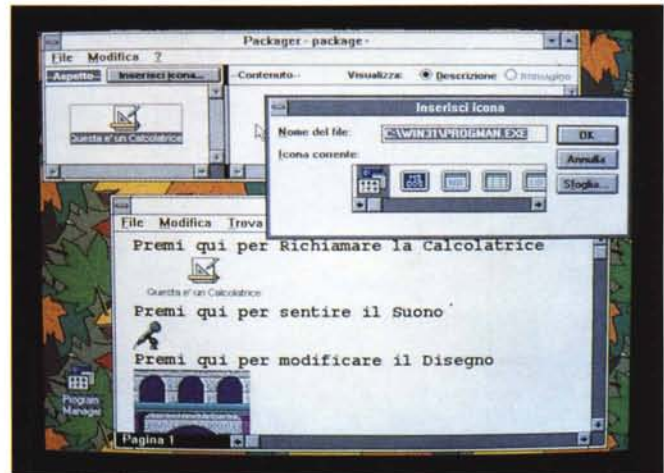 Packager - package -
File Modifica ?
Aspetto Inserisci Icona... Contenuto Visualizza: Descrizione Immagine
Questa e' un Calcolatrice
Inserisci Icona
Nome del file: C:\WIN31\PROGMAN.EXE OK
Icona corrente: Annulla
Sfoglia...
File Modifica Trova
Premi qui per Richiamare la Calcolatrice
Questa e' un Calcolatrice
Premi qui per sentire il Suono
Premi qui per modificare il Disegno
Program Manager
Pagina 1